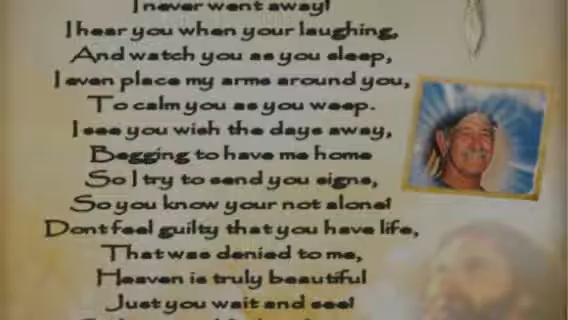 I never went away!
I hear you when your laughing,
And watch you as you sleep,
I even place my arms around you,
To calm you as you weep.
I see you wish the days away,
Begging to have me home
So I try to send you signs,
So you know your not alone!
Dont feel guilty that you have life,
That was denied to me,
Heaven is truly beautiful
Just you wait and see!